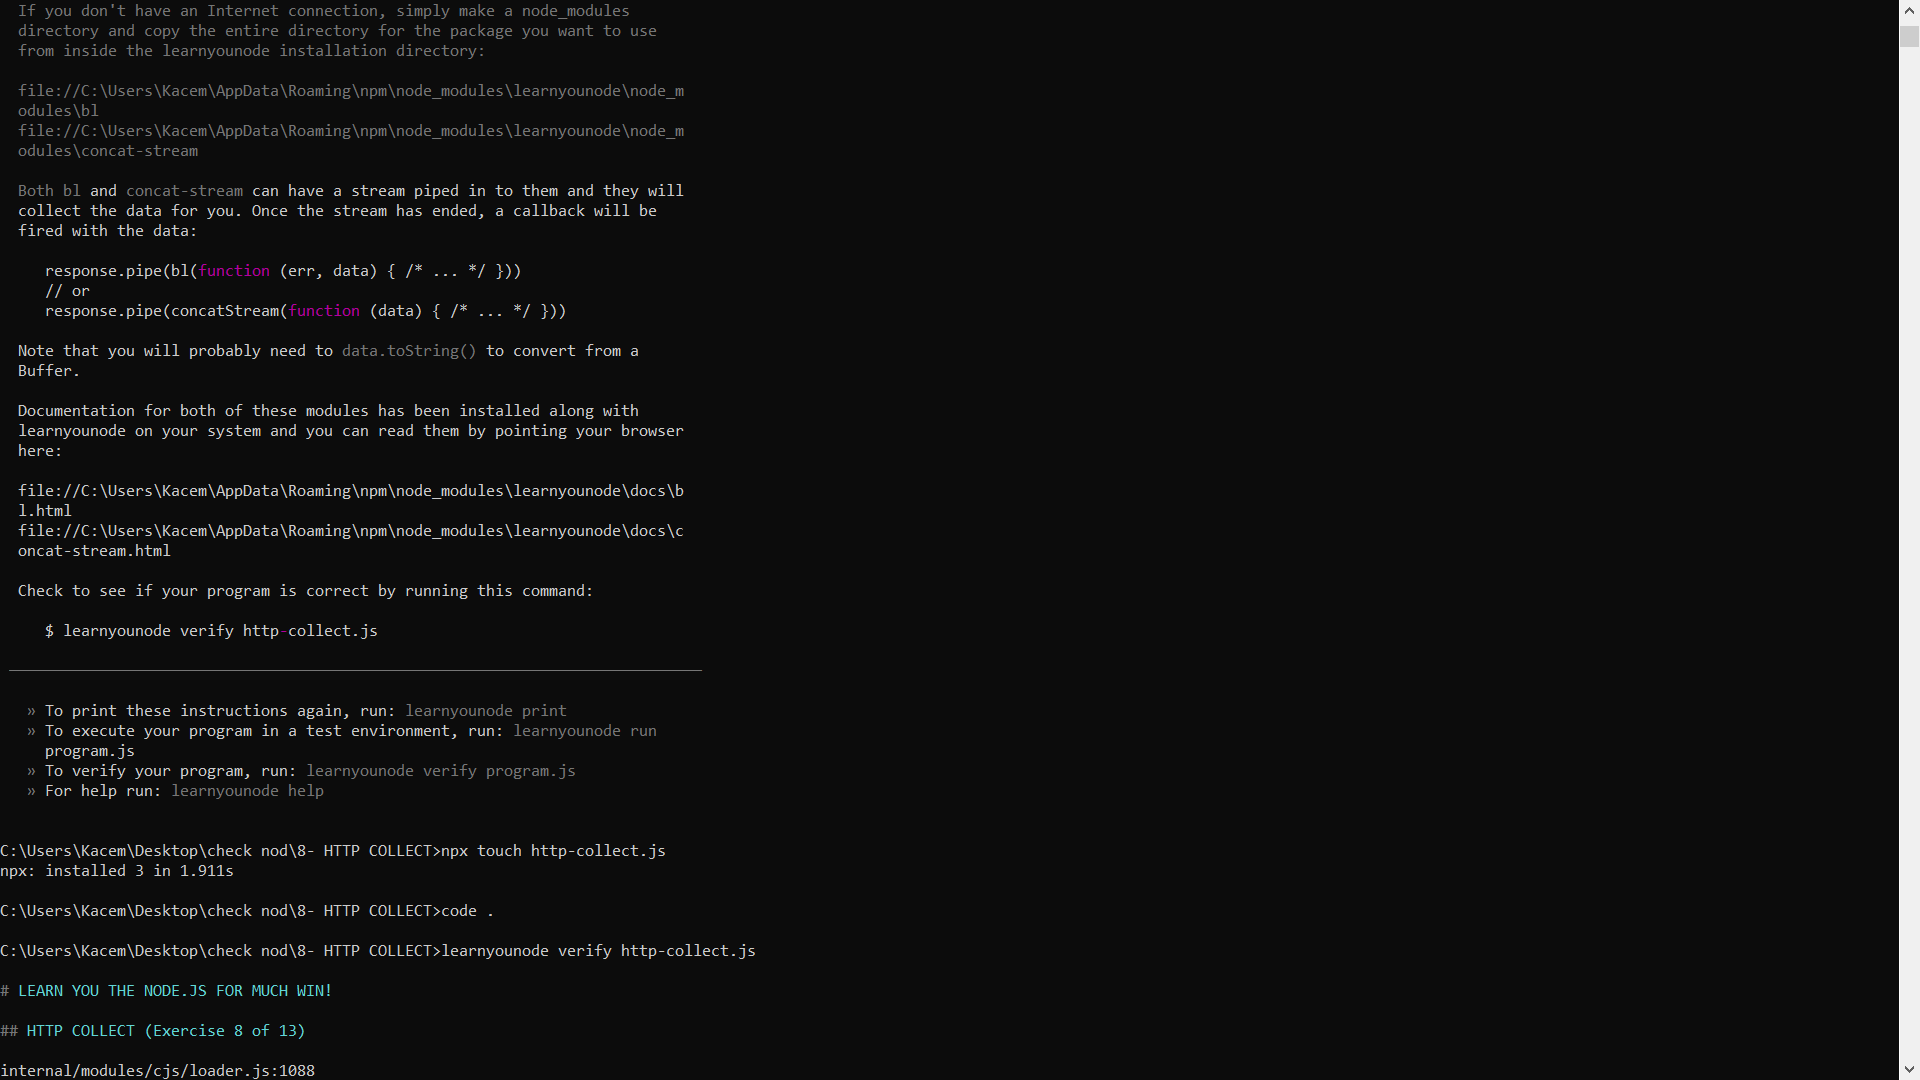 If you don't have an Internet connection, simply make a node_modules
directory and copy the entire directory for the package you want to use
from inside the learnyounode installation directory:
file://C:\Users\Kacem\AppData\Roaming\npm\node_modules\learnyounode\node_m
odules\bl
file://C:\Users\Kacem\AppData\Roaming\npm\node_modules\learnyounode\node_m
odules\concat-stream
Both bl and concat-stream can have a stream piped in to them and they will
collect the data for you. Once the stream has ended, a callback will be
fired with the data:
response.pipe(bl(function (err, data) { /* ... */ }))
// or
response.pipe(concatStream(function (data) { /* ... */ }))
Note that you will probably need to data.toString() to convert from a
Buffer.
Documentation for both of these modules has been installed along with
learnyounode on your system and you can read them by pointing your browser
here:
file://C:\Users\Kacem\AppData\Roaming\npm\node_modules\learnyounode\docs\b
l.html
file://C:\Users\Kacem\AppData\Roaming\npm\node_modules\learnyounode\docs\c
oncat-stream.html
Check to see if your program is correct by running this command:
$ learnyounode verify http-collect.js
» To print these instructions again, run: learnyounode print
» To execute your program in a test environment, run: learnyounode run
program.js
» To verify your program, run: learnyounode verify program.js
» For help run: learnyounode help
C:\Users\Kacem\Desktop\check nod\8- HTTP COLLECT>npx touch http-collect.js
npx: installed 3 in 1.911s
C:\Users\Kacem\Desktop\check nod\8- HTTP COLLECT>code .
C:\Users\Kacem\Desktop\check nod\8- HTTP COLLECT>learnyounode verify http-collect.js
# LEARN YOU THE NODE.JS FOR MUCH WIN!
## HTTP COLLECT (Exercise 8 of 13)
internal/modules/cjs/loader.js:1088